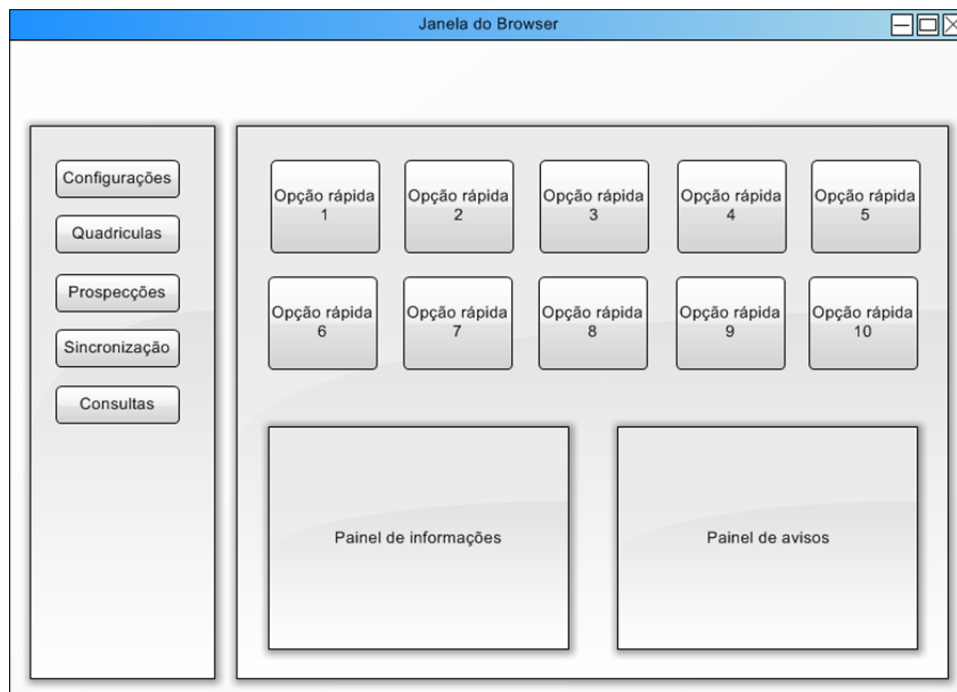 Janela do Browser
Configurações
Quadriculas
Prospecções
Sincronização
Consultas
Opção rápida
1
Opção rápida
2
Opção rápida
3
Opção rápida
4
Opção rápida
5
Opção rápida
6
Opção rápida
7
Opção rápida
8
Opção rápida
9
Opção rápida
10
Painel de informações
Painel de avisos